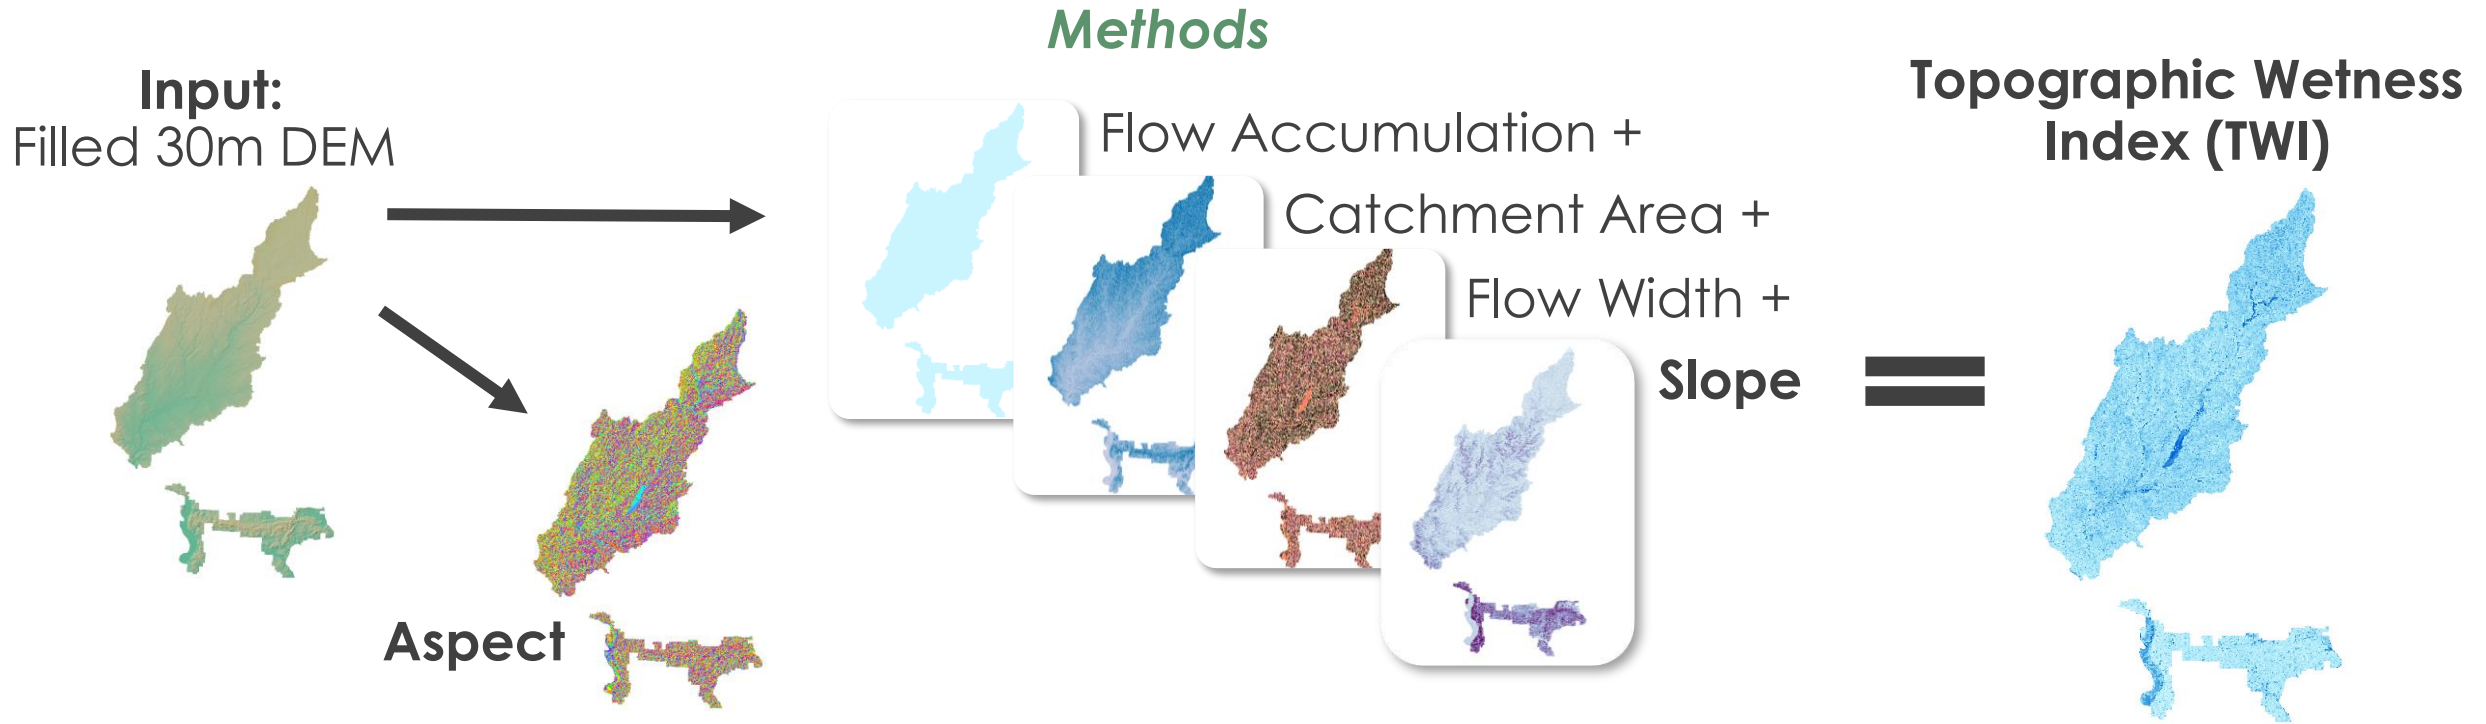 Methods
Input:
Filled 30m DEM
Flow Accumulation +
Catchment Area +
Flow Width +
Slope
Aspect
=
Topographic Wetness
Index (TWI)